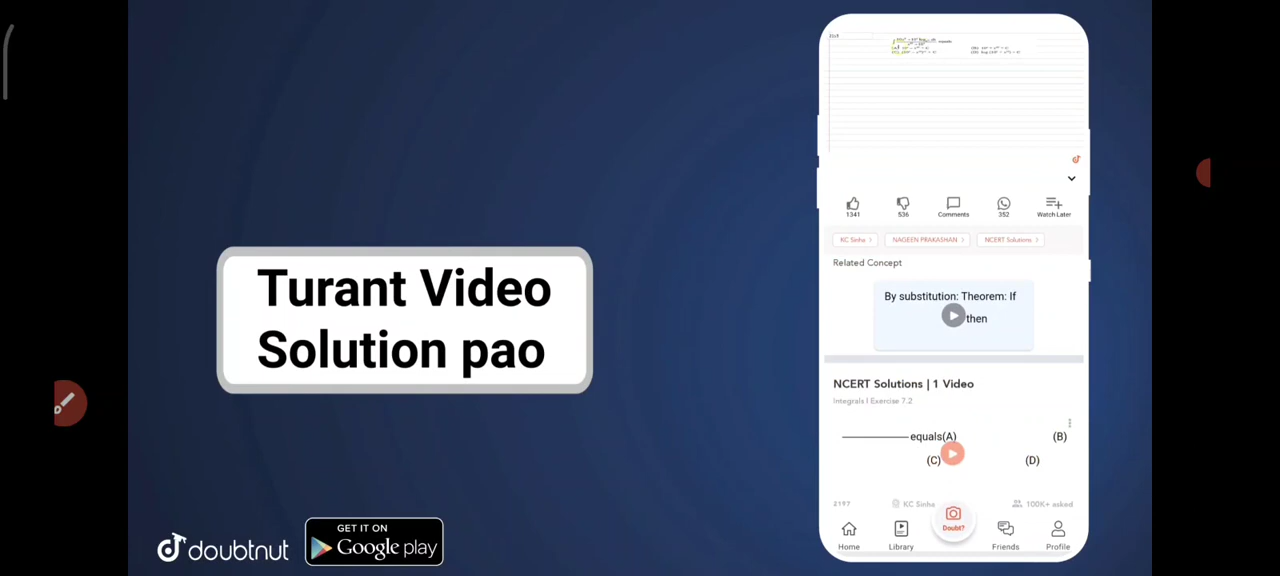 Turant Video
Solution pao
doubtnut
GET IT ON
Google play
1341
536
Comments
352
Watch Later
KC Sinha
NAGEEN PRAKASHAN
NCERT Solutions
Related Concept
By substitution: Theorem: If
then
NCERT Solutions | 1 Video
Integrals | Exercise 7.2
equals(A) (B)
(C) (D)
2197 KC Sinha 100K+ asked
Doubt?
Home
Library
Friends
Profile